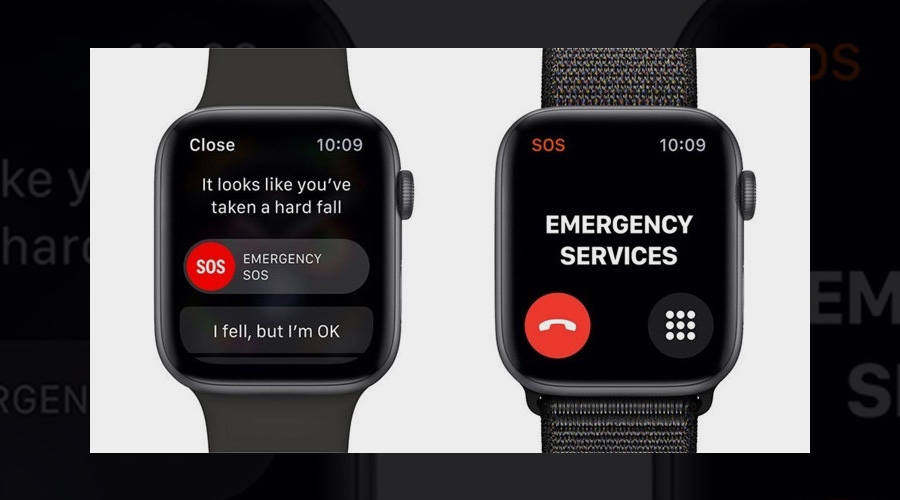 Close 10:09
It looks like you've
taken a hard fall
SOS EMERGENCY
SOS
I fell, but I'm OK
SOS 10:09
EMERGENCY
SERVICES